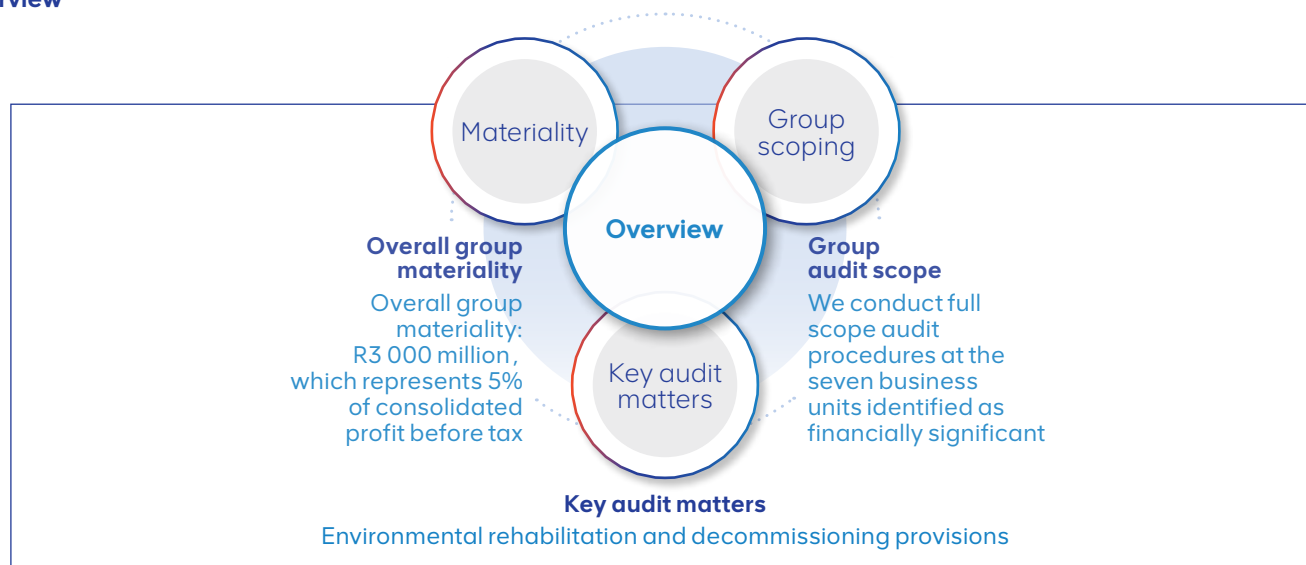 Materiality
Group
scoping
Overview
Overall group
materiality
Overall group
materiality:
R3 000 million,
which represents 5%
of consolidated
profit before tax
Group
audit scope
We conduct full
scope audit
procedures at the
seven business
units identified as
financially significant
Key audit
matters
Key audit matters
Environmental rehabilitation and decommissioning provisions